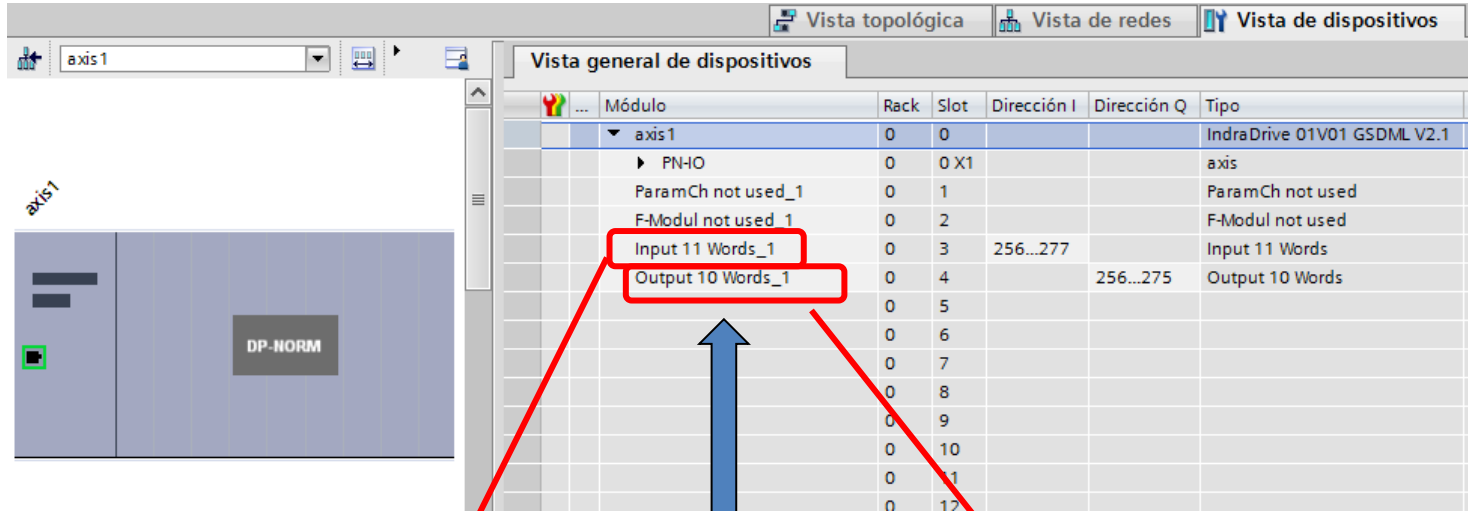 Vista topológica Vista de redes Vista de dispositivos
axis1
Vista general de dispositivos
... Módulo Rack Slot Dirección I Dirección Q Tipo
axis1 0 0 IndraDrive 01V01 GSDML V2.1
PN-IO 0 0 X1 axis
ParamCh not used_1 0 1 ParamCh not used
F-Modul not used_1 0 2 F-Modul not used
Input 11 Words_1 0 3 256...277 Input 11 Words
Output 10 Words_1 0 4 256...275 Output 10 Words
0 5
0 6
0 7
0 8
0 9
0 10
0 11
0 12
axis1
DP-NORM